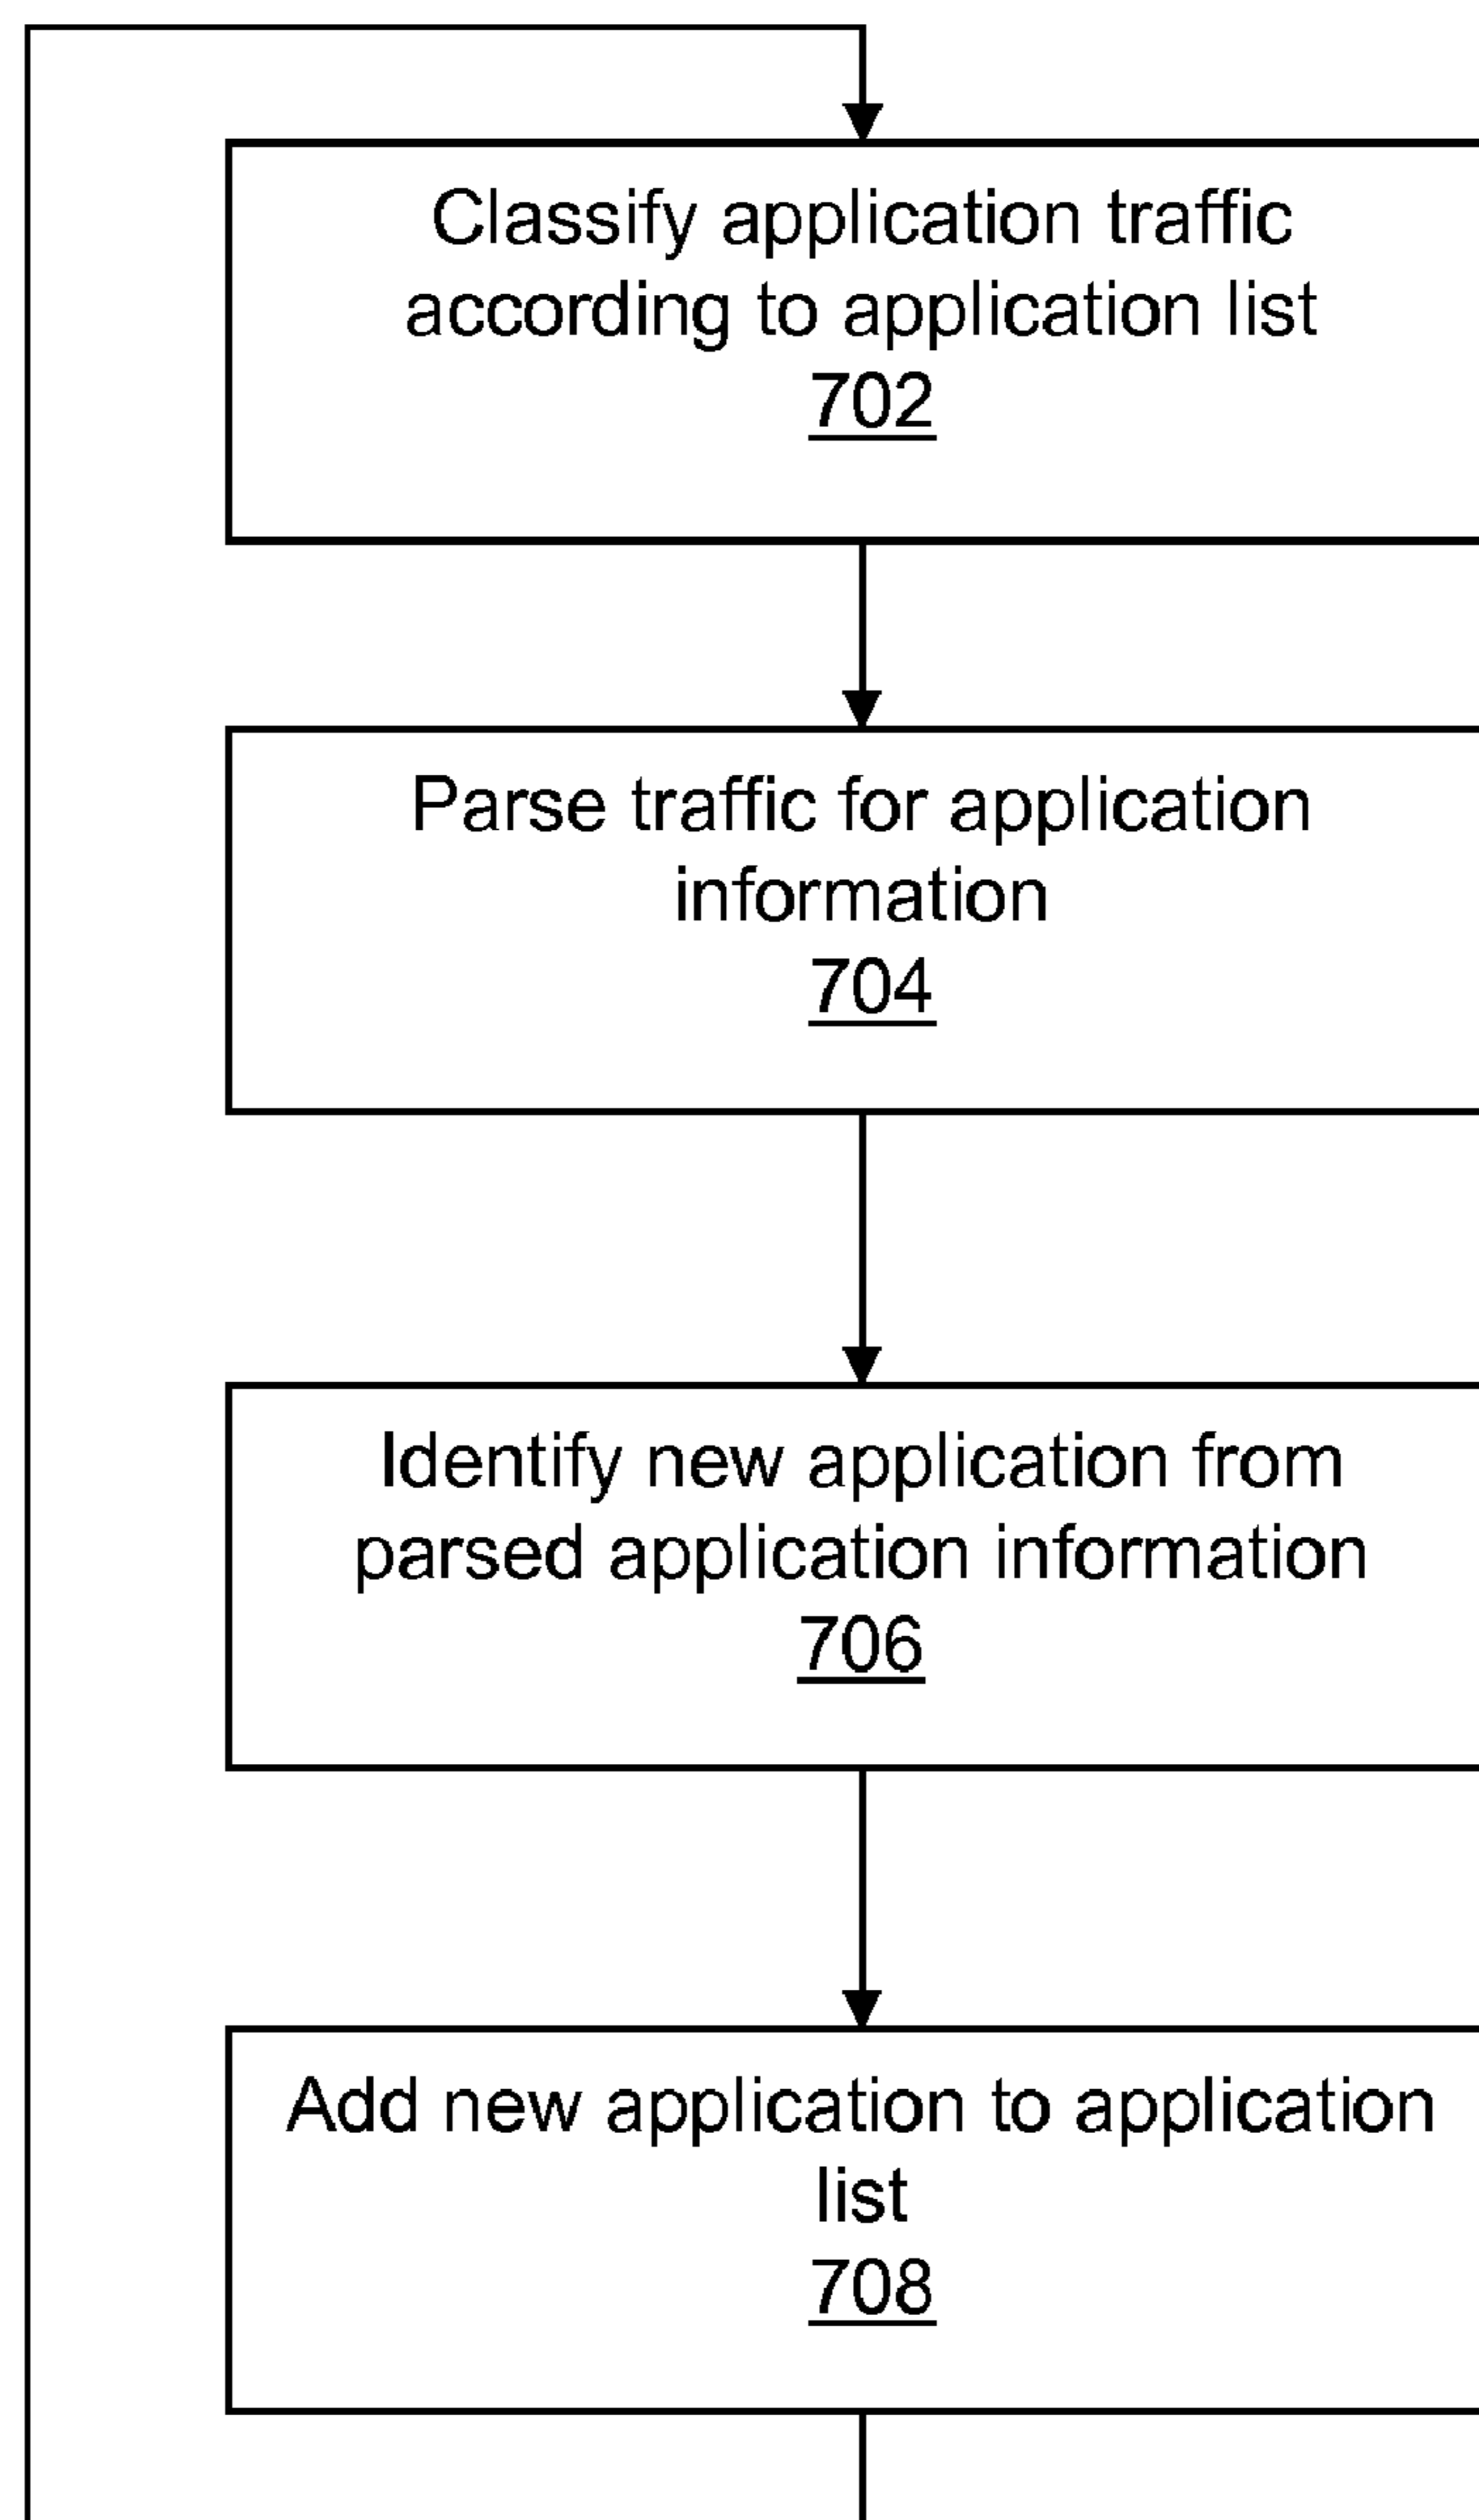 Classify application traffic
according to application list
702
Parse traffic for application
information
704
Identify new application from
parsed application information
706
Add new application to application
list
708